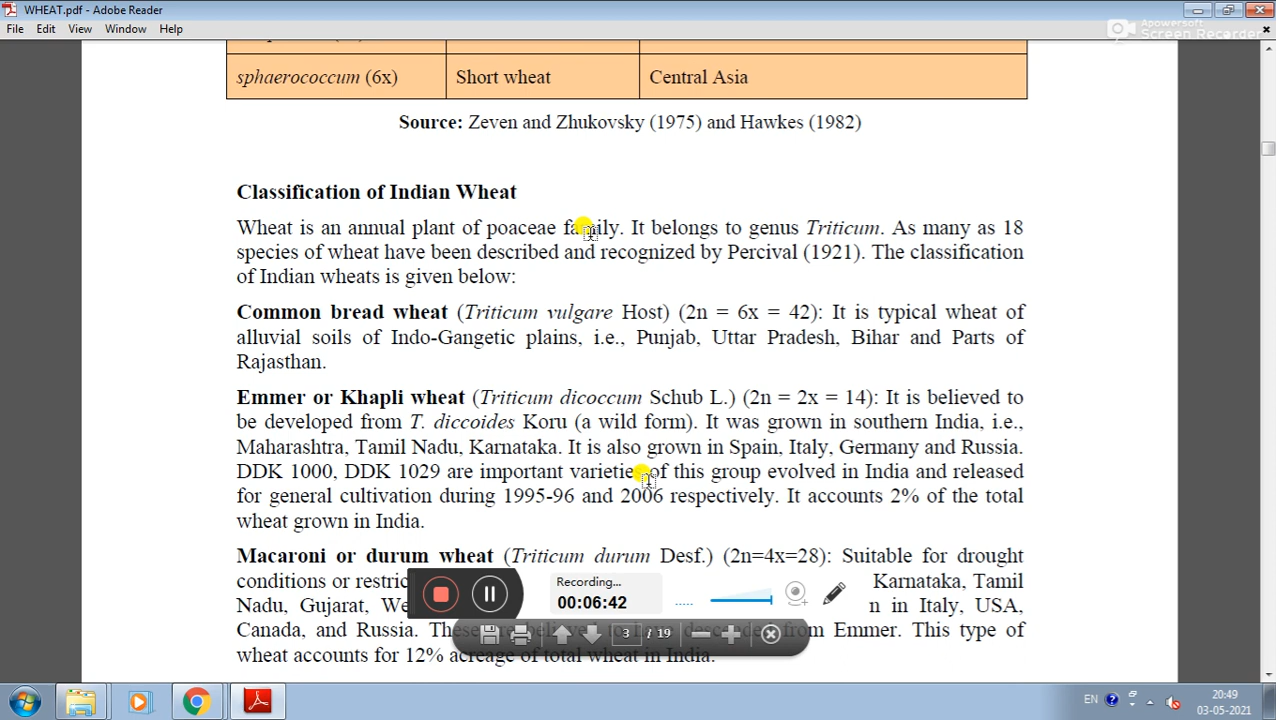 WHEAT.pdf - Adobe Reader
File Edit View Window Help
Apowersoft
Screen Recorder
sphaerococcum (6x) Short wheat Central Asia
Source: Zeven and Zhukovsky (1975) and Hawkes (1982)
Classification of Indian Wheat
Wheat is an annual plant of poaceae family. It belongs to genus Triticum. As many as 18
species of wheat have been described and recognized by Percival (1921). The classification
of Indian wheats is given below:
Common bread wheat (Triticum vulgare Host) (2n = 6x = 42): It is typical wheat of
alluvial soils of Indo-Gangetic plains, i.e., Punjab, Uttar Pradesh, Bihar and Parts of
Rajasthan.
Emmer or Khapli wheat (Triticum dicoccum Schub L.) (2n = 2x = 14): It is believed to
be developed from T. diccoides Koru (a wild form). It was grown in southern India, i.e.,
Maharashtra, Tamil Nadu, Karnataka. It is also grown in Spain, Italy, Germany and Russia.
DDK 1000, DDK 1029 are important varieties of this group evolved in India and released
for general cultivation during 1995-96 and 2006 respectively. It accounts 2% of the total
wheat grown in India.
Macaroni or durum wheat (Triticum durum Desf.) (2n=4x=28): Suitable for drought
conditions or Karnataka, Tamil
Recording...
00:06:42
Nadu, Gujarat, in Italy, USA,
Canada, and Russia. from Emmer. This type of
3 / 19
wheat accounts for 12% acreage of total wheat in India.
EN
20:49
03-05-2021